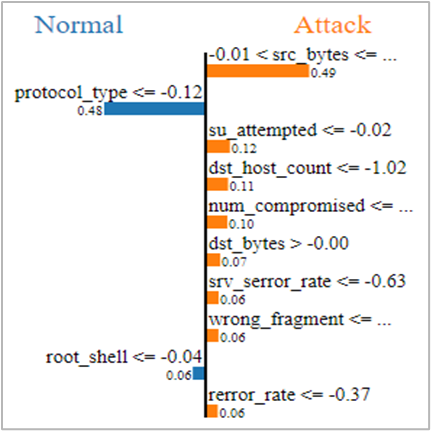 Normal Attack
-0.01 < src_bytes <= ...
0.49
protocol_type <= -0.12
0.48
su_attempted <= -0.02
0.12
dst_host_count <= -1.02
0.11
num_compromised <= ...
0.10
dst_bytes > -0.00
0.07
srv_serror_rate <= -0.63
0.06
wrong_fragment <= ...
0.06
root_shell <= -0.04
0.06
rerror_rate <= -0.37
0.06